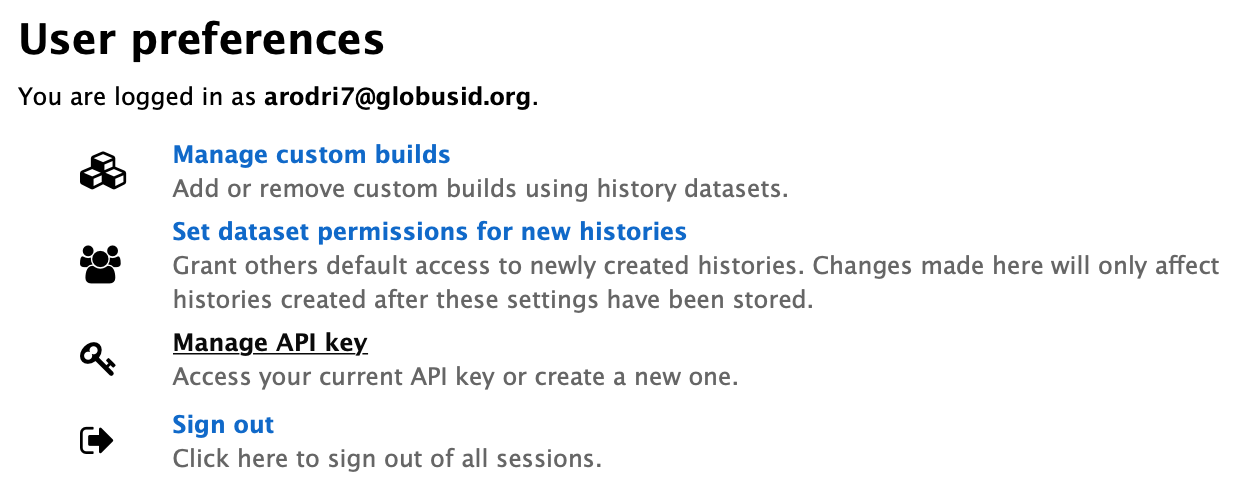 User preferences
You are logged in as arodri7@globusid.org.
Manage custom builds
Add or remove custom builds using history datasets.
Set dataset permissions for new histories
Grant others default access to newly created histories. Changes made here will only affect
histories created after these settings have been stored.
Manage API key
Access your current API key or create a new one.
Sign out
Click here to sign out of all sessions.